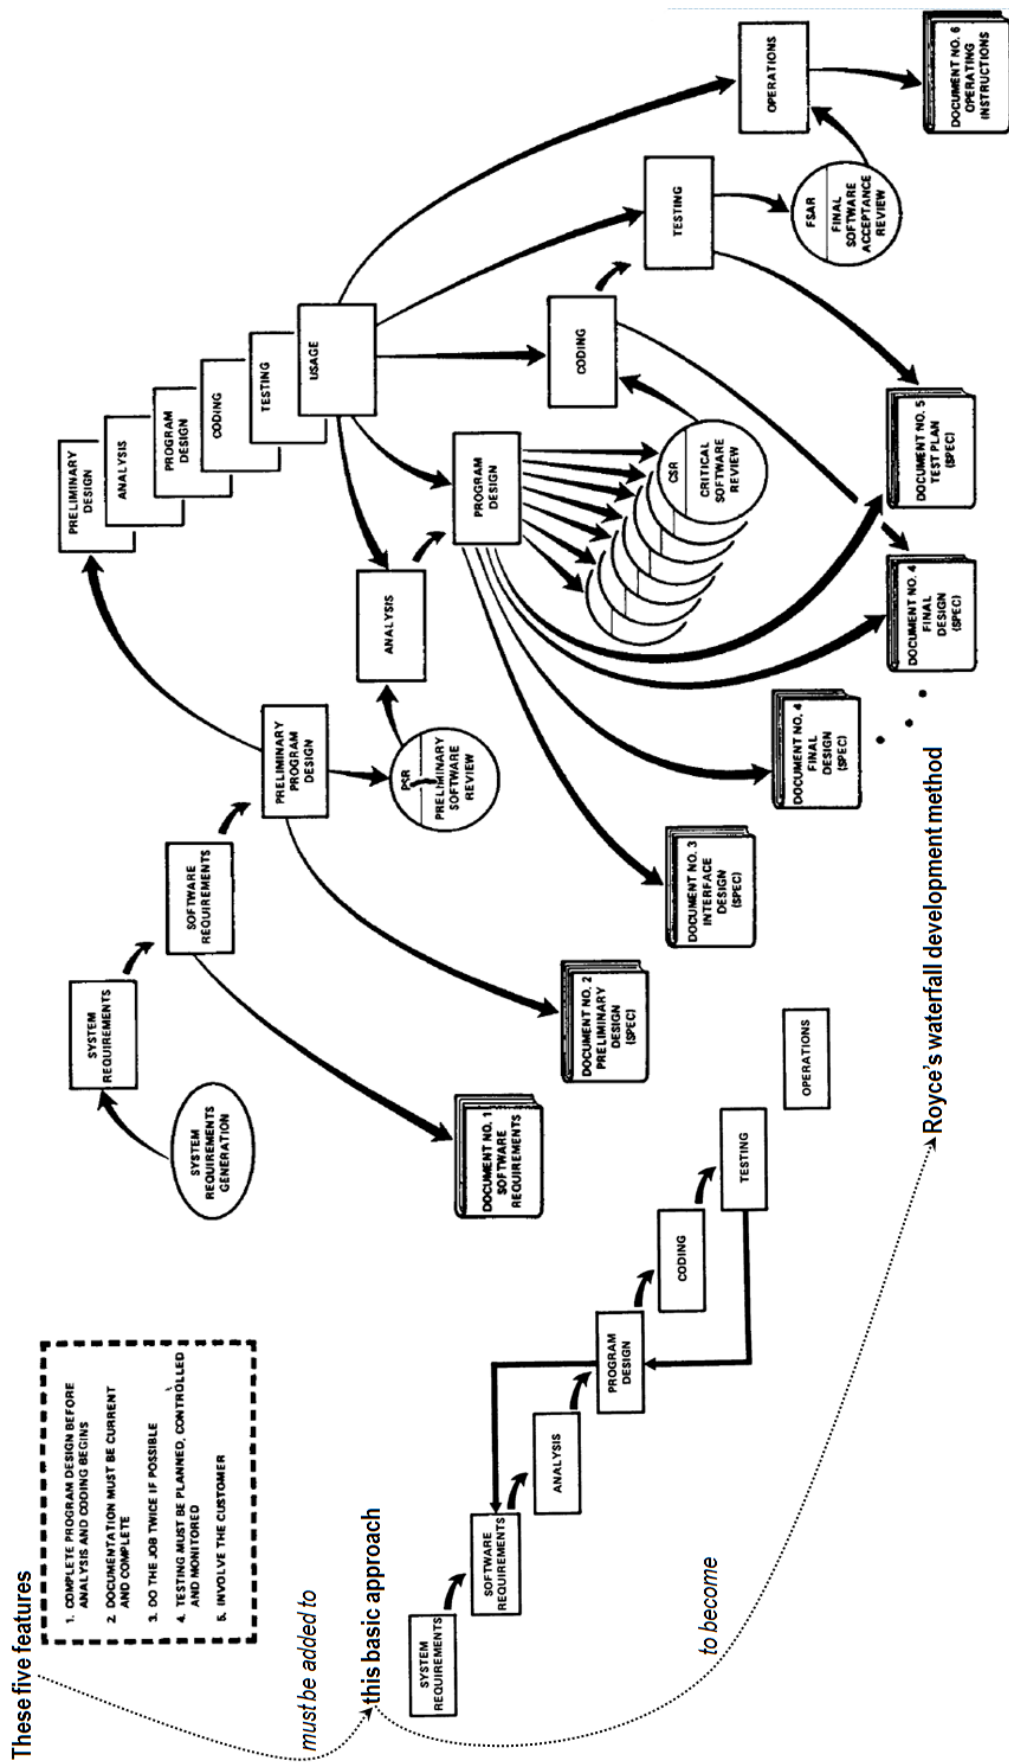 These five features
1. COMPLETE PROGRAM DESIGN BEFORE
ANALYSIS AND CODING BEGINS
2. DOCUMENTATION MUST BE CURRENT
AND COMPLETE
3. DO THE JOB TWICE IF POSSIBLE
4. TESTING MUST BE PLANNED, CONTROLLED
AND MONITORED
5. INVOLVE THE CUSTOMER
must be added to
this basic approach
SYSTEM
REQUIREMENTS
SOFTWARE
REQUIREMENTS
ANALYSIS
PROGRAM
DESIGN
CODING
TESTING
OPERATIONS
to become
Royce's waterfall development method
SYSTEM
REQUIREMENTS
GENERATION
SYSTEM
REQUIREMENTS
SOFTWARE
REQUIREMENTS
PRELIMINARY
PROGRAM
DESIGN
PSR
PRELIMINARY
SOFTWARE
REVIEW
PRELIMINARY
DESIGN
ANALYSIS
PROGRAM
DESIGN
CODING
TESTING
USAGE
ANALYSIS
PROGRAM
DESIGN
CSR
CRITICAL
SOFTWARE
REVIEW
CODING
TESTING
FSAR
FINAL
SOFTWARE
ACCEPTANCE
REVIEW
OPERATIONS
DOCUMENT NO. 1
SOFTWARE
REQUIREMENTS
DOCUMENT NO. 2
PRELIMINARY
DESIGN
(SPEC)
DOCUMENT NO. 3
INTERFACE
DESIGN
(SPEC)
DOCUMENT NO. 4
FINAL
DESIGN
(SPEC)
DOCUMENT NO. 4
FINAL
DESIGN
(SPEC)
DOCUMENT NO. 5
TEST PLAN
(SPEC)
DOCUMENT NO. 6
OPERATING
INSTRUCTIONS